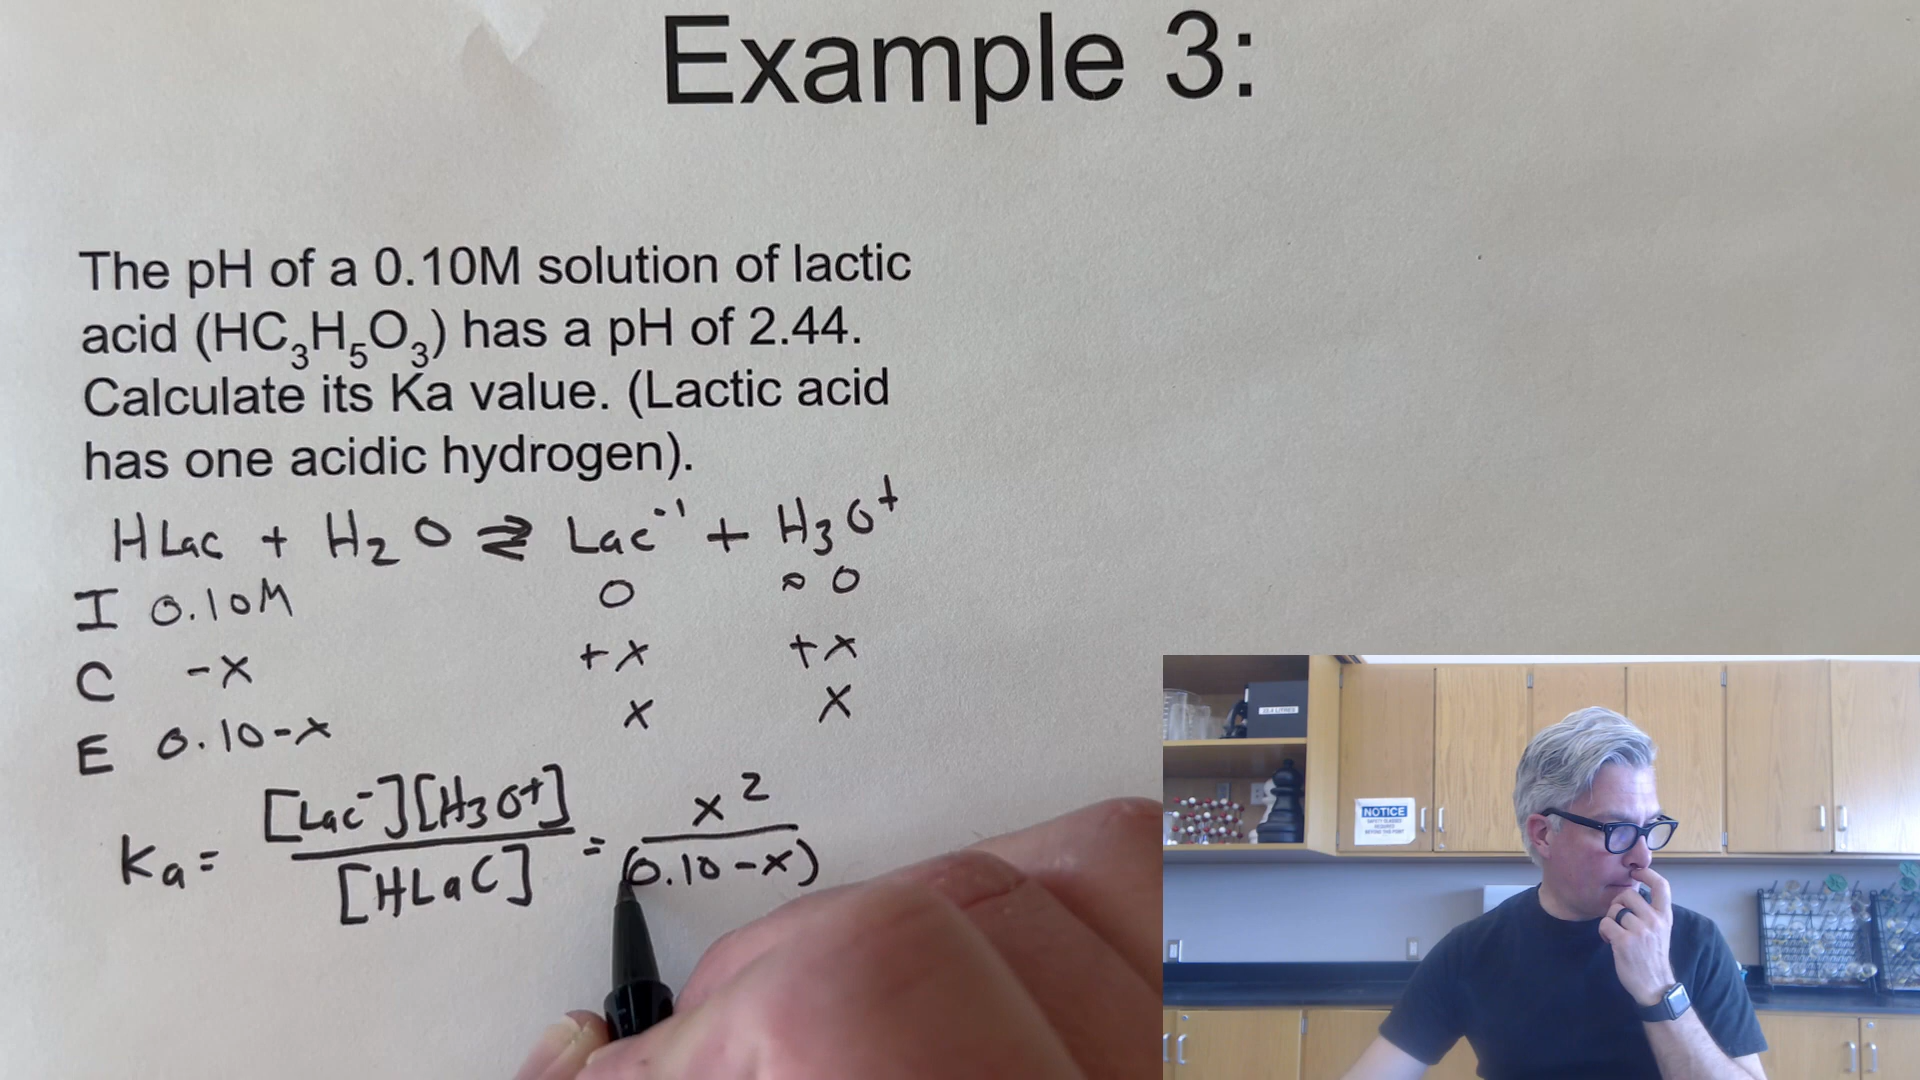 Example 3:
The pH of a 0.10M solution of lactic
acid (HC₃H₅O₃) has a pH of 2.44.
Calculate its Ka value. (Lactic acid
has one acidic hydrogen).
HLac + H₂O ⇌ Lac⁻¹ + H₃O⁺
I 0.10M 0 ≈ 0
C -x +x +x
E 0.10-x x x
Ka = [Lac⁻][H₃O⁺] / [HLac] = x² / (0.10-x)
NOTICE